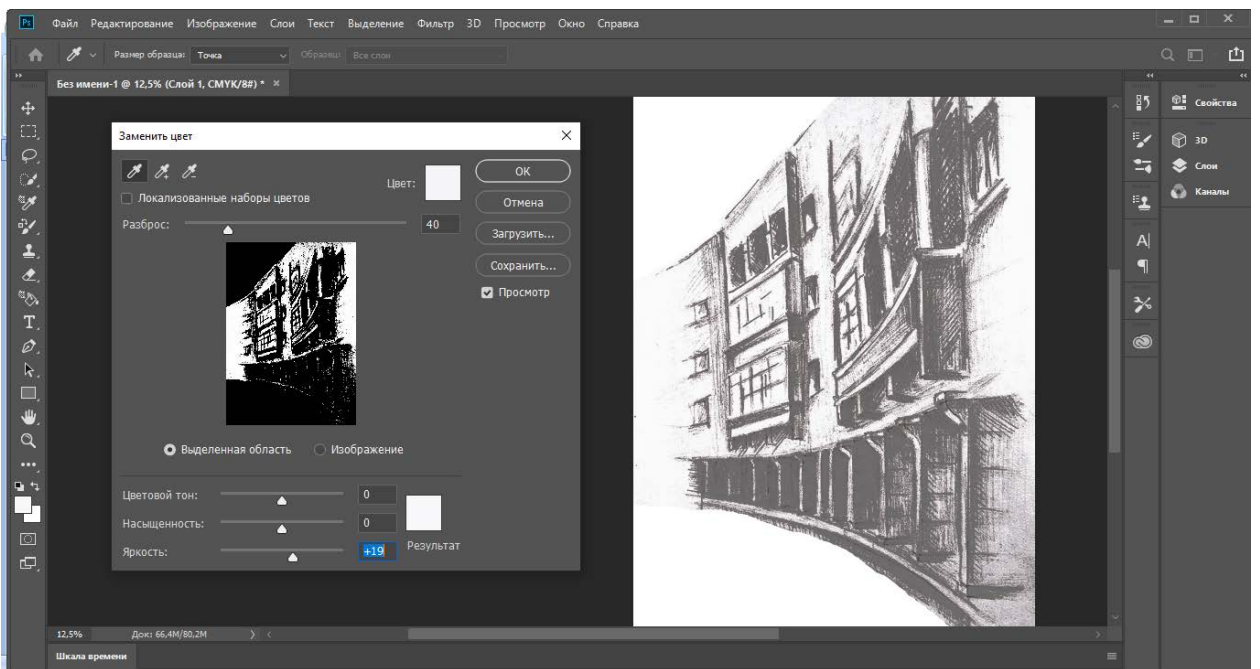 Ps Файл Редактирование Изображение Слои Текст Выделение Фильтр 3D Просмотр Окно Справка
Размер образца: Точка Образец: Все слои
Без имени-1 @ 12,5% (Слой 1, CMYK/8#) * ×
Заменить цвет
Цвет:
Локализованные наборы цветов
Разброс: 40
Выделенная область Изображение
Цветовой тон: 0
Насыщенность: 0
Яркость: +19
Результат
ОК
Отмена
Загрузить...
Сохранить...
Просмотр
Свойства
3D
Слои
Каналы
12,5% Док: 66,4M/80,2M
Шкала времени